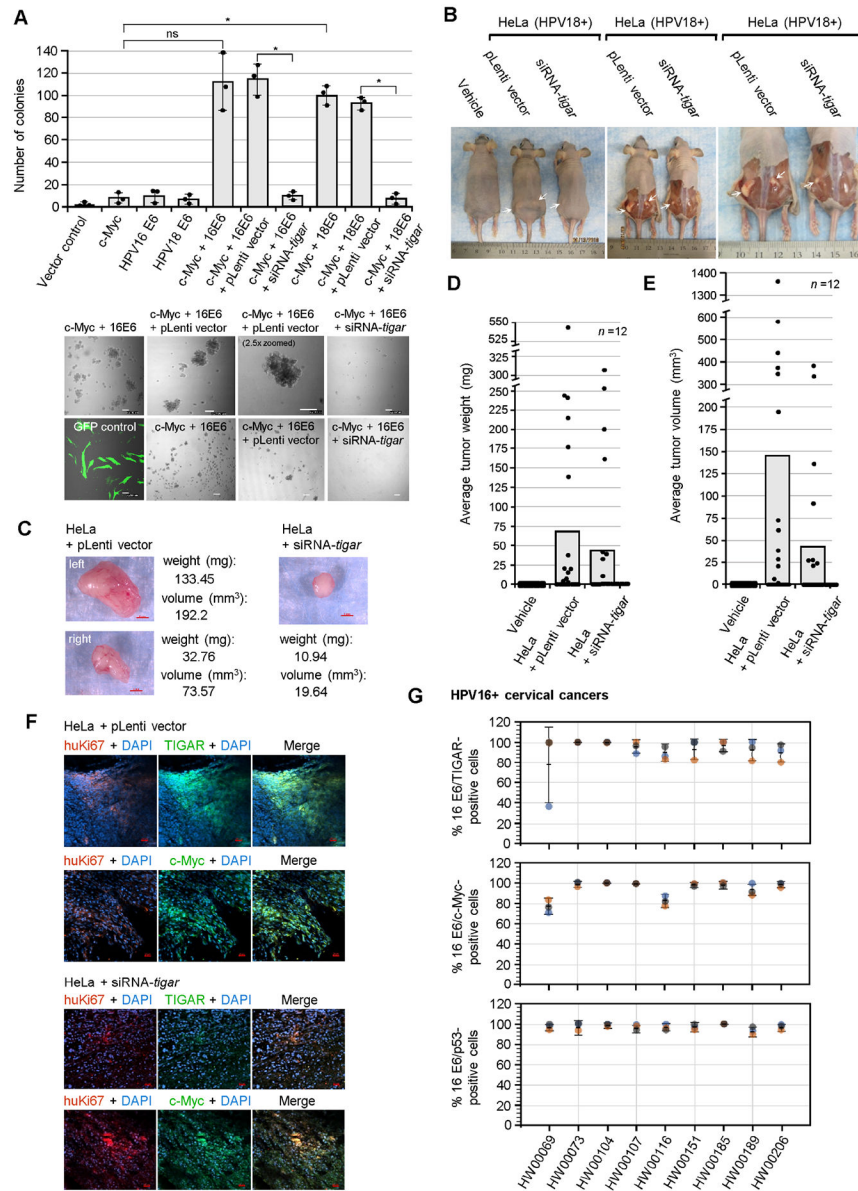 A
*
ns
*
*
Number of colonies
140
120
100
80
60
40
20
0
Vector control
c-Myc
HPV16 E6
HPV18 E6
c-Myc + 16E6
c-Myc + 16E6
+ pLenti vector
c-Myc + 16E6
+ siRNA-tigar
c-Myc + 18E6
c-Myc + 18E6
+ pLenti vector
c-Myc + 18E6
+ siRNA-tigar
c-Myc + 16E6
c-Myc + 16E6
+ pLenti vector
c-Myc + 16E6
+ pLenti vector
(2.5x zoomed)
c-Myc + 16E6
+ siRNA-tigar
GFP control
c-Myc + 16E6
c-Myc + 16E6
+ pLenti vector
c-Myc + 16E6
+ siRNA-tigar
B
HeLa (HPV18+)
HeLa (HPV18+)
HeLa (HPV18+)
Vehicle
pLenti vector
siRNA-tigar
pLenti vector
siRNA-tigar
pLenti vector
siRNA-tigar
C
HeLa
+ pLenti vector
left
weight (mg):
133.45
volume (mm³):
192.2
right
weight (mg):
32.76
volume (mm³):
73.57
HeLa
+ siRNA-tigar
weight (mg):
10.94
volume (mm³):
19.64
D
n =12
Average tumor weight (mg)
550
525
325
300
275
250
225
200
175
150
125
100
75
50
25
0
Vehicle
HeLa
+ pLenti vector
HeLa
+ siRNA-tigar
E
n =12
Average tumor volume (mm³)
1400
1300
600
500
400
300
200
150
100
50
0
Vehicle
HeLa
+ pLenti vector
HeLa
+ siRNA-tigar
F
HeLa + pLenti vector
huKi67 + DAPI TIGAR + DAPI Merge
huKi67 + DAPI c-Myc + DAPI Merge
HeLa + siRNA-tigar
huKi67 + DAPI TIGAR + DAPI Merge
huKi67 + DAPI c-Myc + DAPI Merge
G
HPV16+ cervical cancers
% 16 E6/TIGAR-
positive cells
120
100
80
60
40
20
0
% 16 E6/c-Myc-
positive cells
120
100
80
60
40
20
0
% 16 E6/p53-
positive cells
120
100
80
60
40
20
0
HW00069
HW00073
HW00104
HW00107
HW00116
HW00151
HW00185
HW00189
HW00206